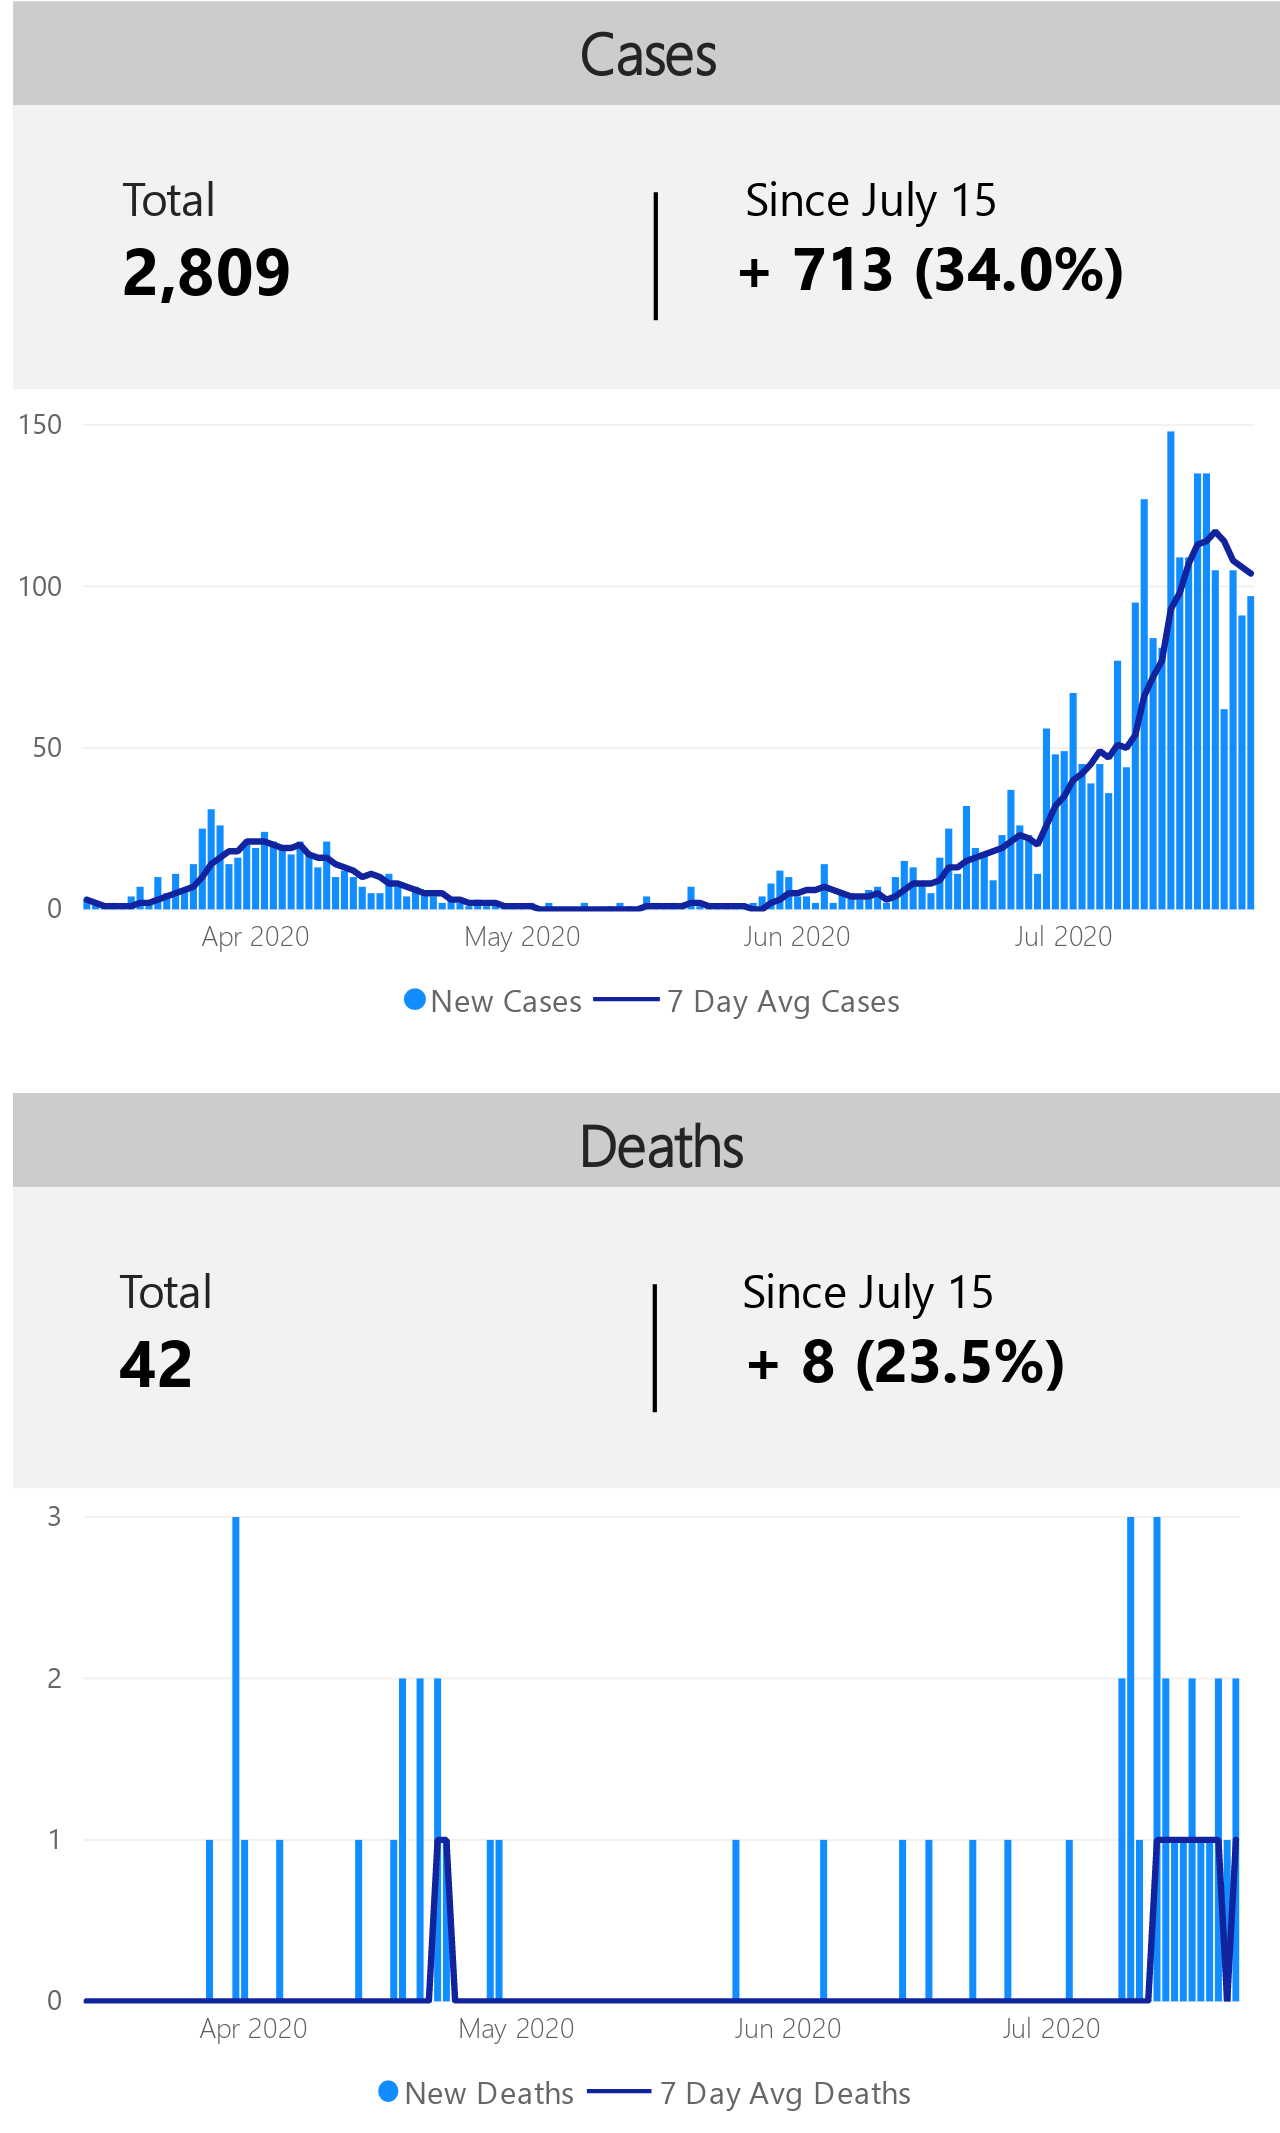 Cases
Total
Since July 15
2,809
+ 713 (34.0%)
150
100
50
0
Apr 2020
May 2020
Jun 2020
Jul 2020
New Cases
7 Day Avg Cases
Deaths
Total
Since July 15
42
+ 8 (23.5%)
3
2
1
0
Apr 2020
May 2020
Jun 2020
Jul 2020
New Deaths
7 Day Avg Deaths